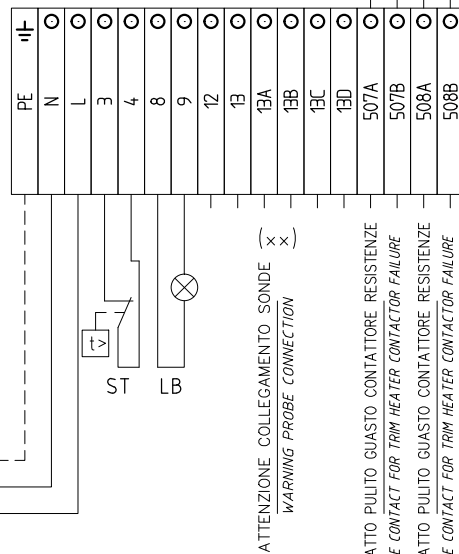 PE
N
L
3
4
8
9
12
13
13A
13B
13C
13D
507A
507B
508A
508B
t>
ST
LB
ATTENZIONE COLLEGAMENTO SONDE (××)
WARNING PROBE CONNECTION
ATTO PULITO GUASTO CONTATTORE RESISTENZE
E CONTACT FOR TRIM HEATER CONTACTOR FAILURE
ATTO PULITO GUASTO CONTATTORE RESISTENZE
E CONTACT FOR TRIM HEATER CONTACTOR FAILURE